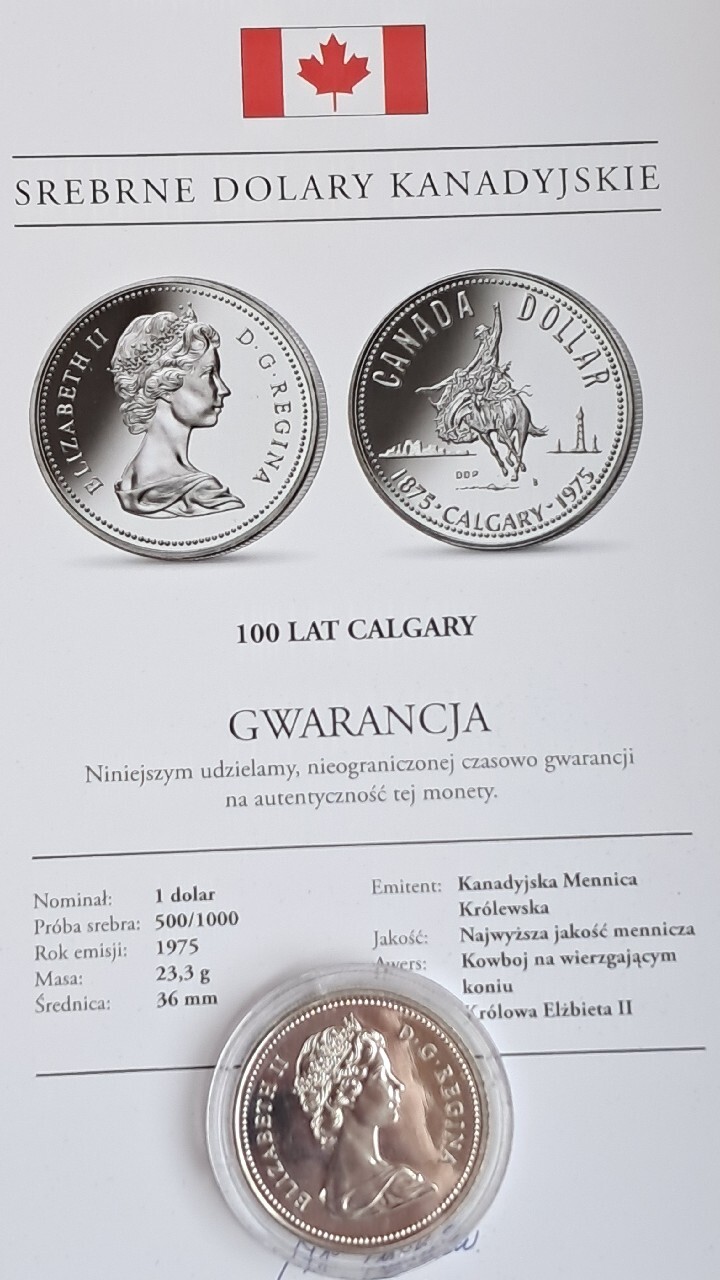 SREBRNE DOLARY KANADYJSKIE
ELIZABETH II D·G·REGINA
CANADA DOLLAR
DDP B
1875·CALGARY·1975
100 LAT CALGARY
GWARANCJA
Niniejszym udzielamy, nieograniczonej czasowo gwarancji
na autentyczność tej monety.
Nominał: 1 dolar
Próba srebra: 500/1000
Rok emisji: 1975
Masa: 23,3 g
Średnica: 36 mm
Emitent: Kanadyjska Mennica
Królewska
Jakość: Najwyższa jakość mennicza
Awers: Kowboj na wierzgającym
koniu
Królowa Elżbieta II
ELIZABETH II D·G·REGINA